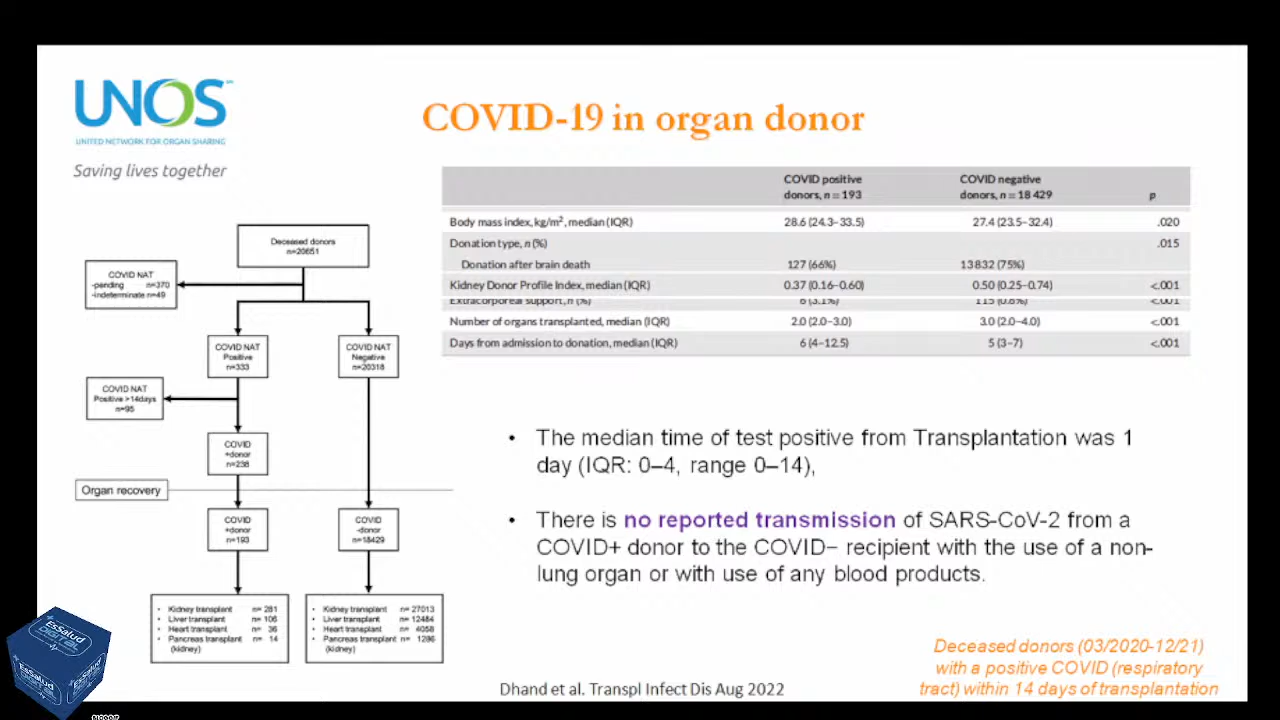 UNOS
UNITED NETWORK FOR ORGAN SHARING
Saving lives together
COVID-19 in organ donor
COVID positive COVID negative
donors, n = 193 donors, n = 18 429 p
Body mass index, kg/m², median (IQR) 28.6 (24.3–33.5) 27.4 (23.5–32.4) .020
Donation type, n (%) .015
Donation after brain death 127 (66%) 13 832 (75%)
Kidney Donor Profile Index, median (IQR) 0.37 (0.16–0.60) 0.50 (0.25–0.74) <.001
Extracorporeal support, n (%) 6 (3.1%) 115 (0.6%) <.001
Number of organs transplanted, median (IQR) 2.0 (2.0–3.0) 3.0 (2.0–4.0) <.001
Days from admission to donation, median (IQR) 6 (4–12.5) 5 (3–7) <.001
Deceased donors
n=20651
COVID NAT
-pending n=370
-indeterminate n=49
COVID NAT
Positive
n=333
COVID NAT
Negative
n=20318
COVID NAT
Positive >14days
n=95
COVID
+donor
n=238
Organ recovery
COVID
+donor
n=193
COVID
-donor
n=18429
• Kidney transplant n= 281
• Liver transplant n= 106
• Heart transplant n= 36
• Pancreas transplant n= 14
(kidney)
• Kidney transplant n= 27013
• Liver transplant n= 12484
• Heart transplant n= 4058
• Pancreas transplant n= 1286
(kidney)
• The median time of test positive from Transplantation was 1
day (IQR: 0–4, range 0–14),
• There is no reported transmission of SARS-CoV-2 from a
COVID+ donor to the COVID− recipient with the use of a non-
lung organ or with use of any blood products.
Dhand et al. Transpl Infect Dis Aug 2022
Deceased donors (03/2020-12/21)
with a positive COVID (respiratory
tract) within 14 days of transplantation
EsSalud